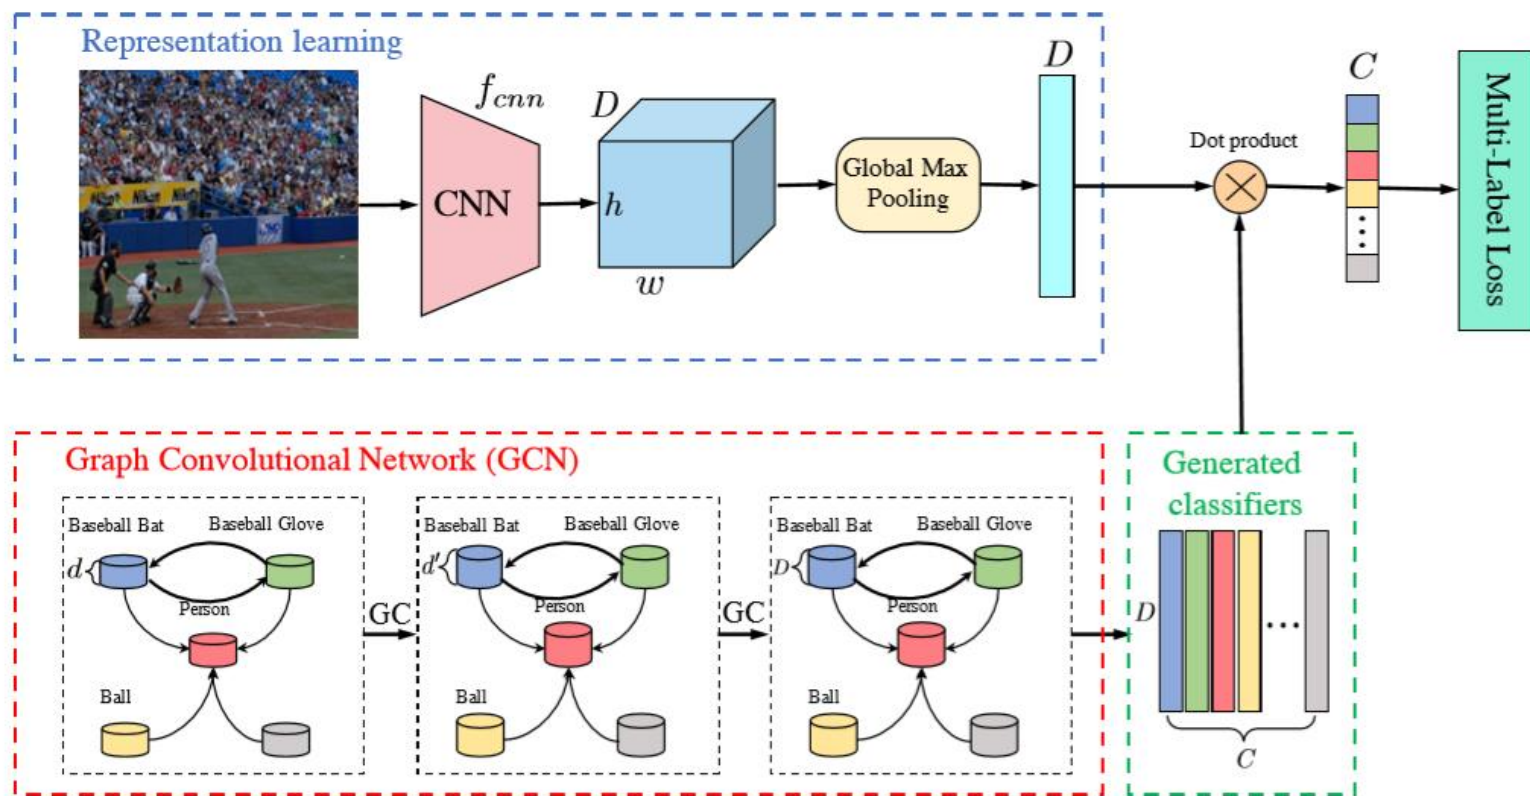 Representation learning
f_cnn
D
D
C
h
w
CNN
Global Max
Pooling
Dot product
Multi-Label Loss
Graph Convolutional Network (GCN)
Baseball Bat
Baseball Glove
d
Person
Ball
GC
Baseball Bat
Baseball Glove
d'
Person
Ball
GC
Baseball Bat
Baseball Glove
D
Person
Ball
Generated
classifiers
D
...
C